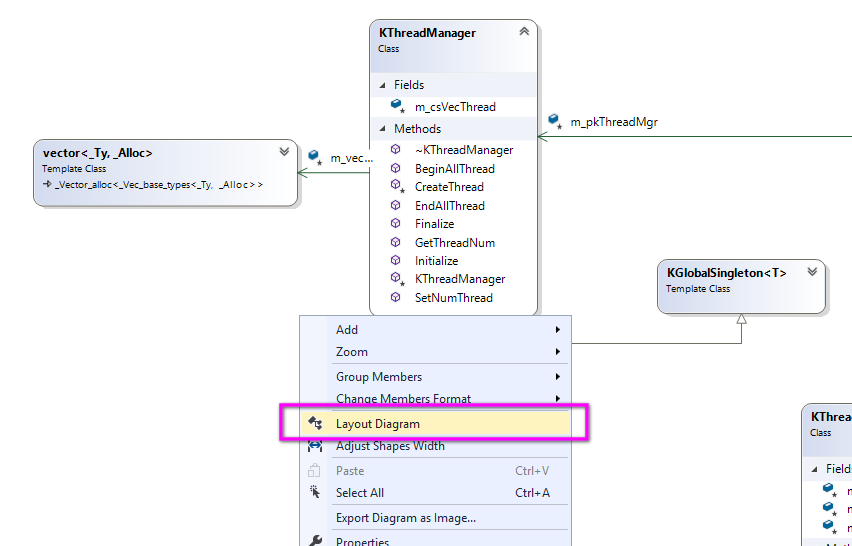 KThreadManager
Class
Fields
m_csVecThread
Methods
~KThreadManager
BeginAllThread
CreateThread
EndAllThread
Finalize
GetThreadNum
Initialize
KThreadManager
SetNumThread
vector<_Ty, _Alloc>
Template Class
_Vector_alloc<_Vec_base_types<_Ty, _Alloc>>
m_vec...
m_pkThreadMgr
KGlobalSingleton<T>
Template Class
Add
Zoom
Group Members
Change Members Format
Layout Diagram
Adjust Shapes Width
Paste Ctrl+V
Select All Ctrl+A
Export Diagram as Image...
Properties
KThrea
Class
Field